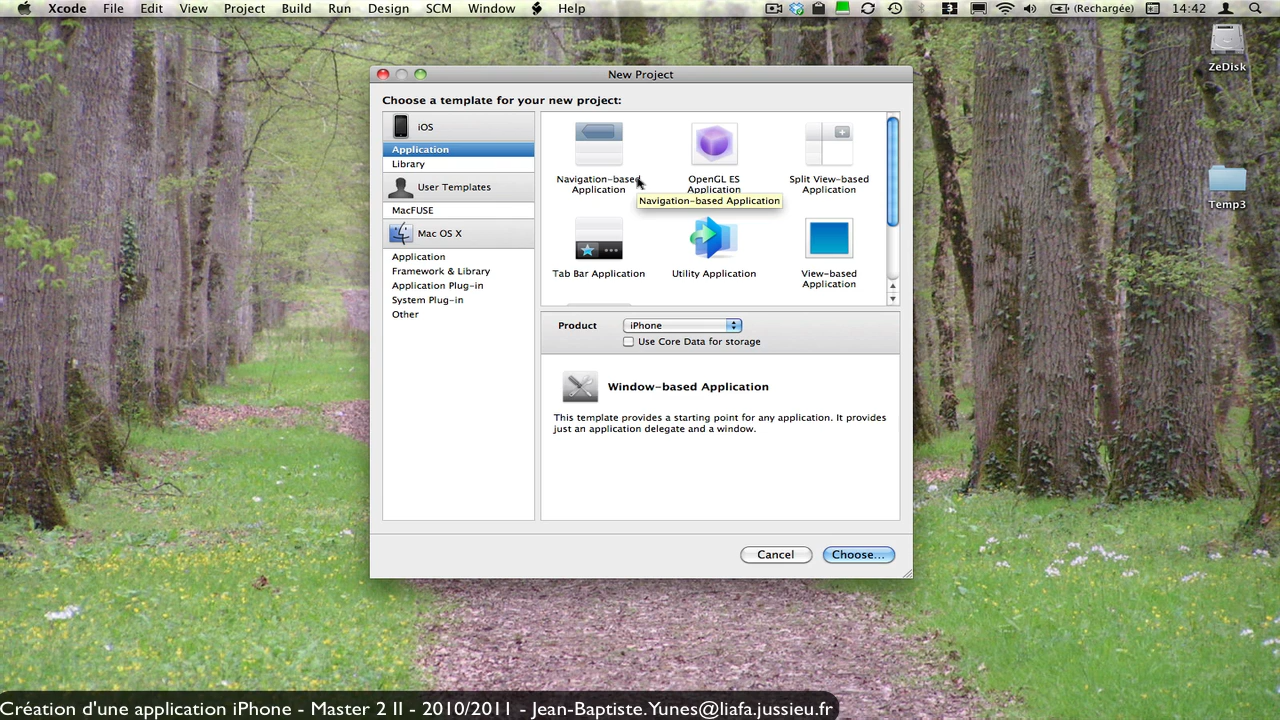 Xcode File Edit View Project Build Run Design SCM Window Help (Rechargée) 14:42
ZeDisk
Temp3
New Project
Choose a template for your new project:
iOS
Application
Library
User Templates
MacFUSE
Mac OS X
Application
Framework & Library
Application Plug-in
System Plug-in
Other
Navigation-based
Application
OpenGL ES
Application
Split View-based
Application
Navigation-based Application
Tab Bar Application
Utility Application
View-based
Application
Product iPhone
Use Core Data for storage
Window-based Application
This template provides a starting point for any application. It provides
just an application delegate and a window.
Cancel Choose...
Création d'une application iPhone - Master 2 II - 2010/2011 - Jean-Baptiste.Yunes@liafa.jussieu.fr